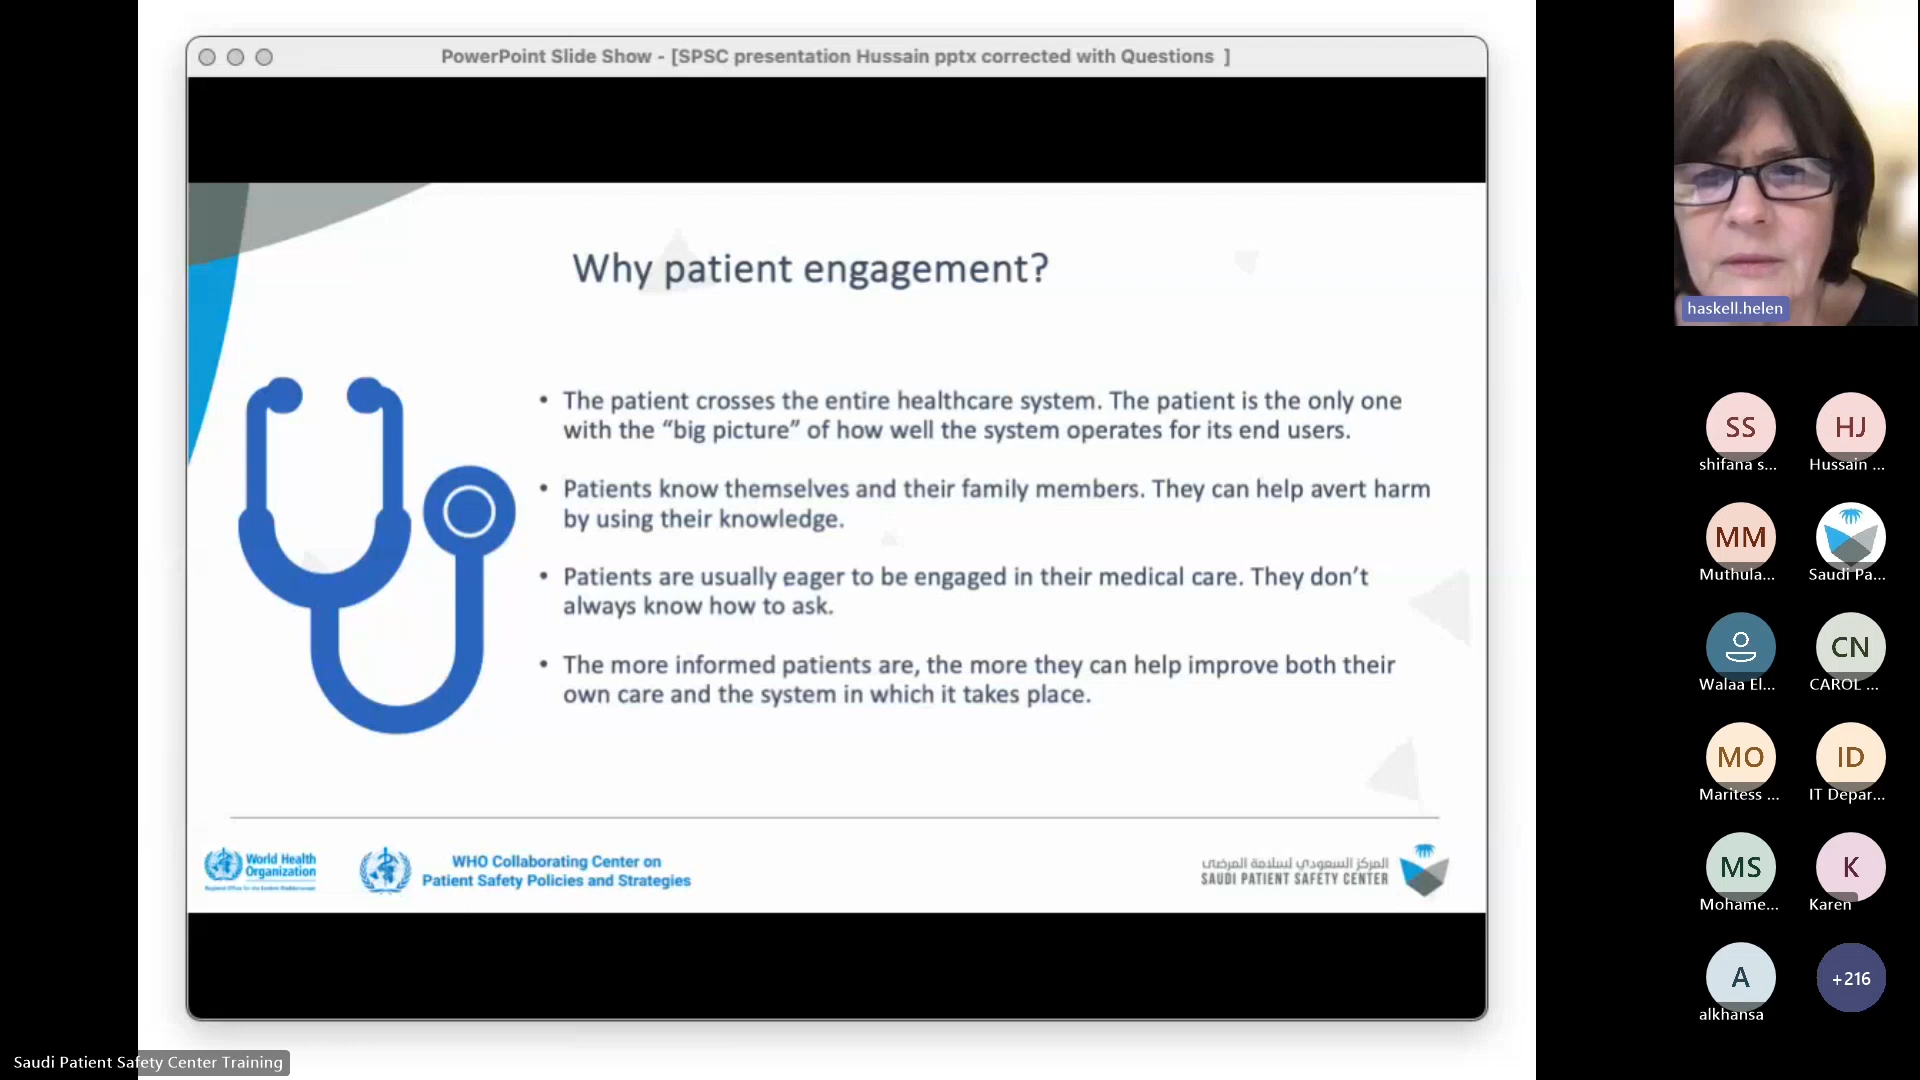 PowerPoint Slide Show - [SPSC presentation Hussain pptx corrected with Questions ]
Why patient engagement?
• The patient crosses the entire healthcare system. The patient is the only one
with the “big picture” of how well the system operates for its end users.
• Patients know themselves and their family members. They can help avert harm
by using their knowledge.
• Patients are usually eager to be engaged in their medical care. They don’t
always know how to ask.
• The more informed patients are, the more they can help improve both their
own care and the system in which it takes place.
World Health
Organization
Regional Office for the Eastern Mediterranean
WHO Collaborating Center on
Patient Safety Policies and Strategies
المركز السعودي لسلامة المرضى
SAUDI PATIENT SAFETY CENTER
Saudi Patient Safety Center Training
haskell.helen
SS
shifana s...
HJ
Hussain ...
MM
Muthula...
Saudi Pa...
Walaa El...
CN
CAROL ...
MO
Maritess ...
ID
IT Depar...
MS
Mohame...
K
Karen
A
alkhansa
+216